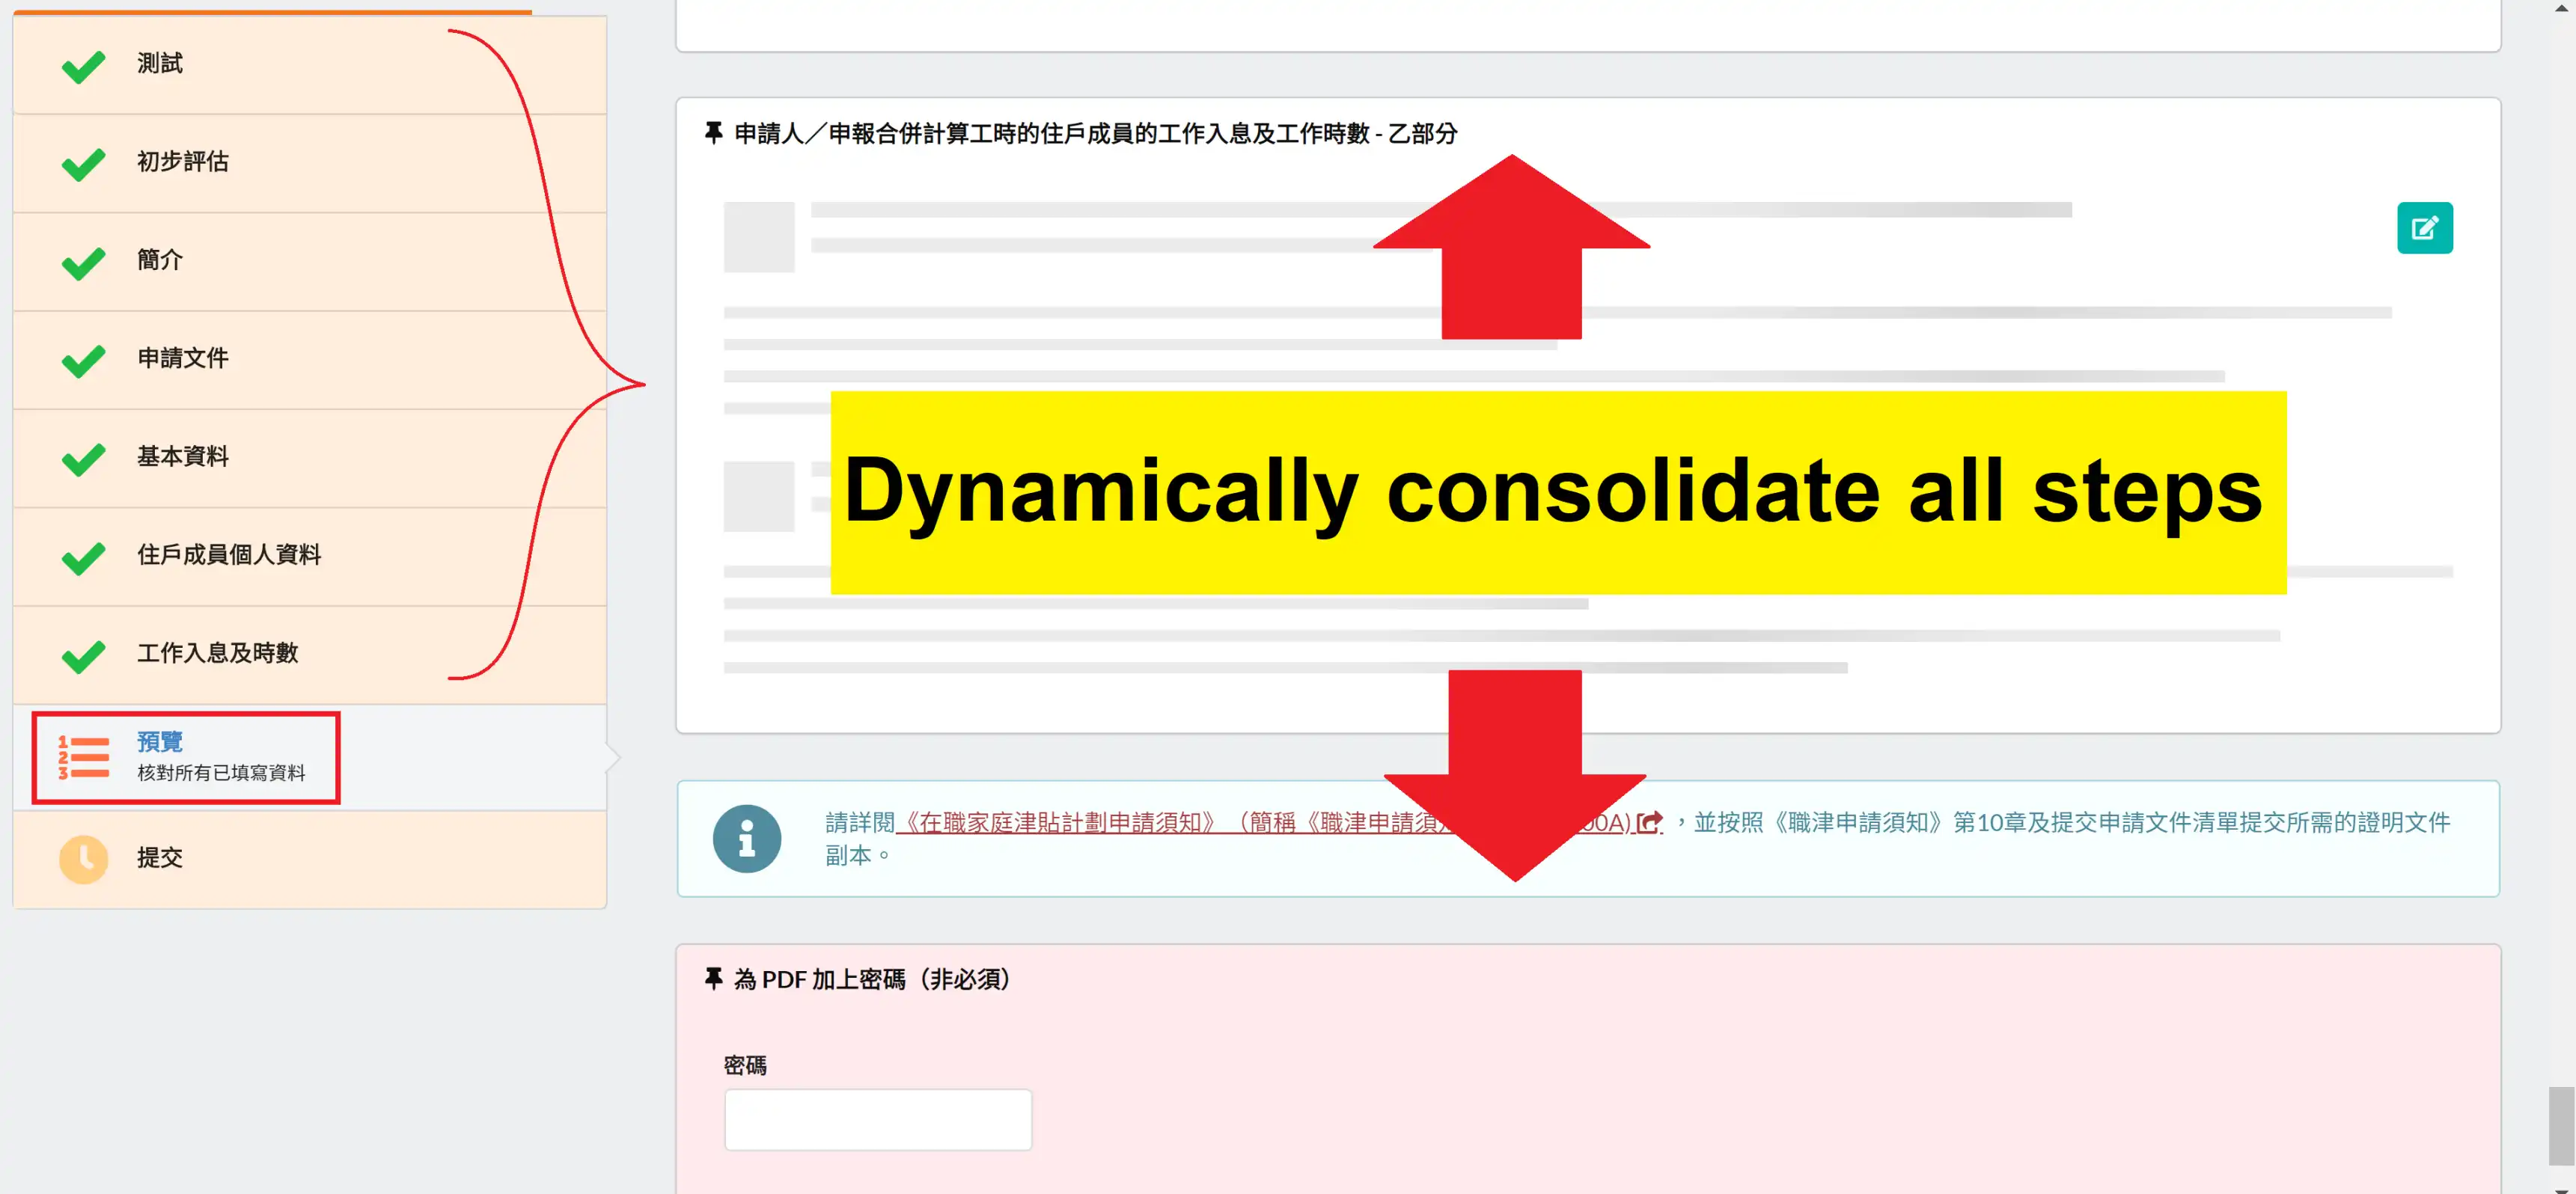 測試
初步評估
簡介
申請文件
基本資料
住戶成員個人資料
工作入息及時數
預覽
核對所有已填寫資料
提交
申請人／申報合併計算工時的住戶成員的工作入息及工作時數 - 乙部分
Dynamically consolidate all steps
請詳閱《在職家庭津貼計劃申請須知》（簡稱《職津申請須 00A) ，並按照《職津申請須知》第10章及提交申請文件清單提交所需的證明文件
副本。
為 PDF 加上密碼（非必須）
密碼